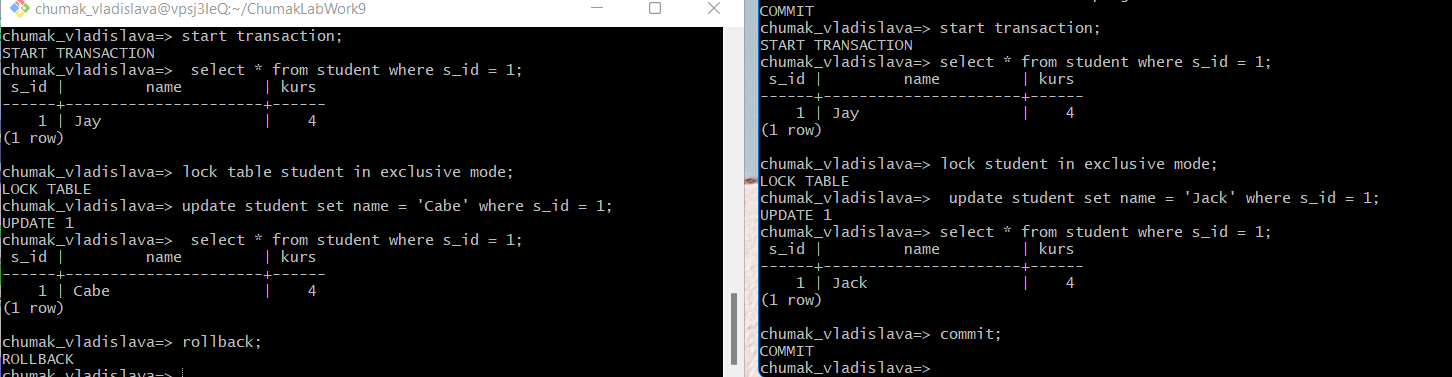 chumak_vladislava@vpsj3IeQ:~/ChumakLabWork9
chumak_vladislava=> start transaction;
START TRANSACTION
chumak_vladislava=>  select * from student where s_id = 1;
 s_id |         name         | kurs
------+----------------------+------
    1 | Jay                  |    4
(1 row)
chumak_vladislava=> lock table student in exclusive mode;
LOCK TABLE
chumak_vladislava=> update student set name = 'Cabe' where s_id = 1;
UPDATE 1
chumak_vladislava=>  select * from student where s_id = 1;
 s_id |         name         | kurs
------+----------------------+------
    1 | Cabe                 |    4
(1 row)
chumak_vladislava=> rollback;
ROLLBACK
chumak_vladislava=>
COMMIT
chumak_vladislava=> start transaction;
START TRANSACTION
chumak_vladislava=> select * from student where s_id = 1;
 s_id |         name         | kurs
------+----------------------+------
    1 | Jay                  |    4
(1 row)
chumak_vladislava=> lock student in exclusive mode;
LOCK TABLE
chumak_vladislava=>  update student set name = 'Jack' where s_id = 1;
UPDATE 1
chumak_vladislava=> select * from student where s_id = 1;
 s_id |         name         | kurs
------+----------------------+------
    1 | Jack                 |    4
(1 row)
chumak_vladislava=> commit;
COMMIT
chumak_vladislava=>